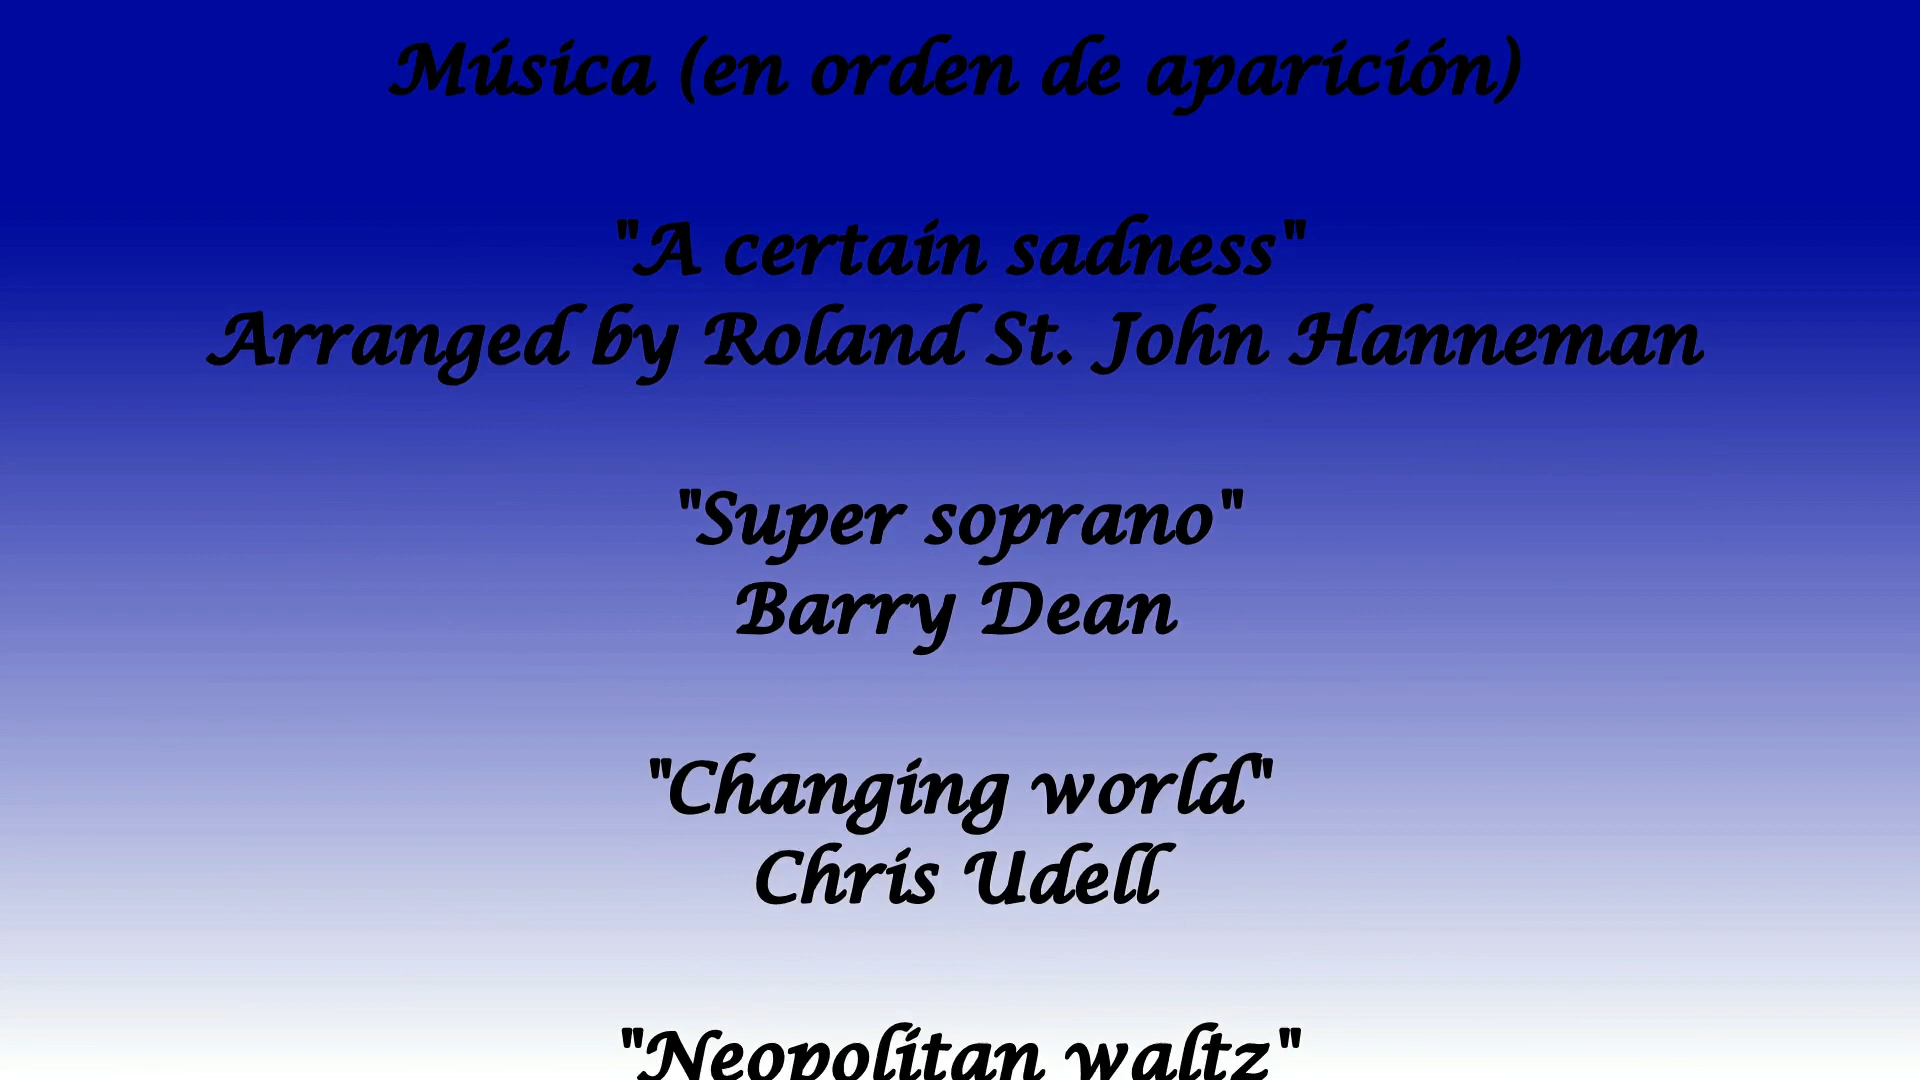 Música (en orden de aparición)
"A certain sadness"
Arranged by Roland St. John Hanneman
"Super soprano"
Barry Dean
"Changing world"
Chris Udell
"Neopolitan waltz"